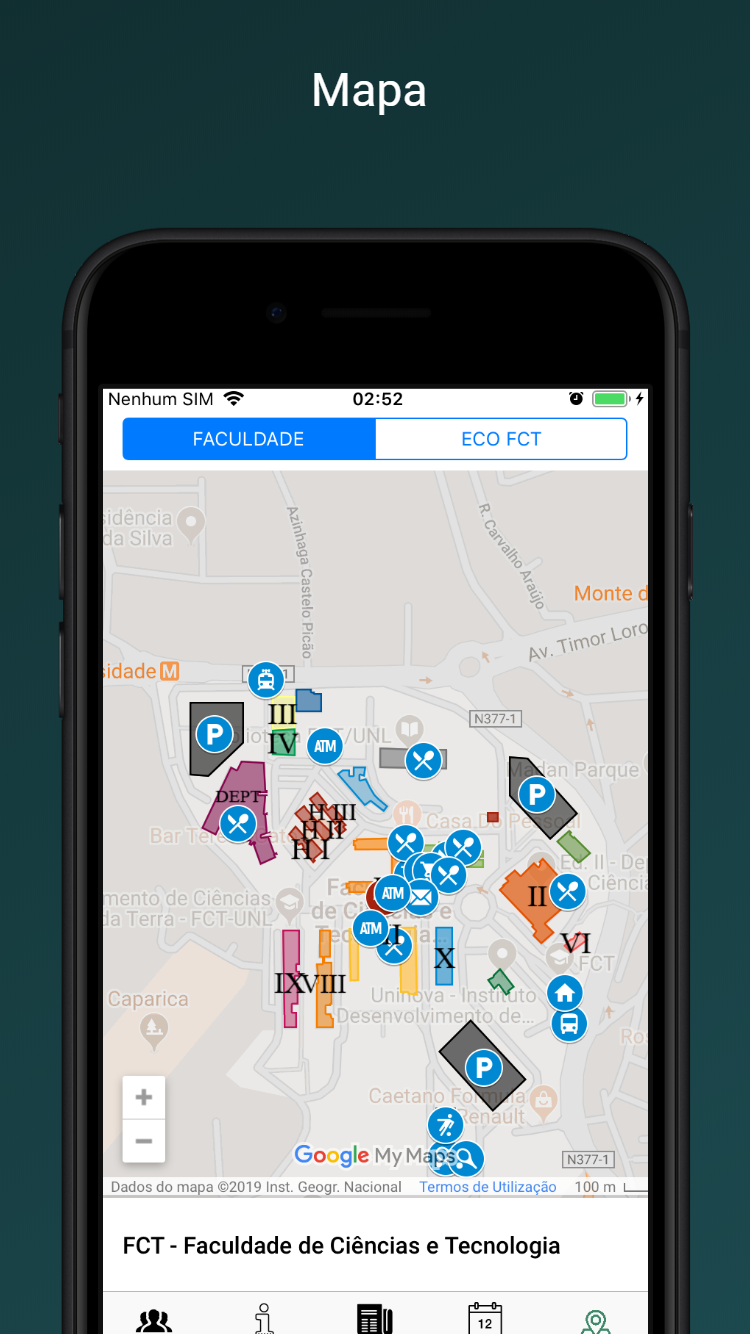 Mapa
Nenhum SIM
02:52
FACULDADE
ECO FCT
Azinhaga Castelo Picão
R. Carvalho Araújo
sidência
da Silva
Monte d
Av. Timor Loro
sidade M
III
IV
ATM
P
/UNL
N377-1
Madan Parque
P
DEPT
H III
H II
H I
Bar Tere
Casa Do Pessoal
Ed. II - De
Ciência
II
VI
FCT
mento de Ciências
da Terra - FCT-UNL
ATM
ATM
de Ci
IX
VIII
X
Uninova - Instituto
Desenvolvimento de...
Caparica
Ro
P
Caetano Formula
Renault
+
−
Google My Maps
N377-1
Dados do mapa ©2019 Inst. Geogr. Nacional
Termos de Utilização
100 m
FCT - Faculdade de Ciências e Tecnologia
12